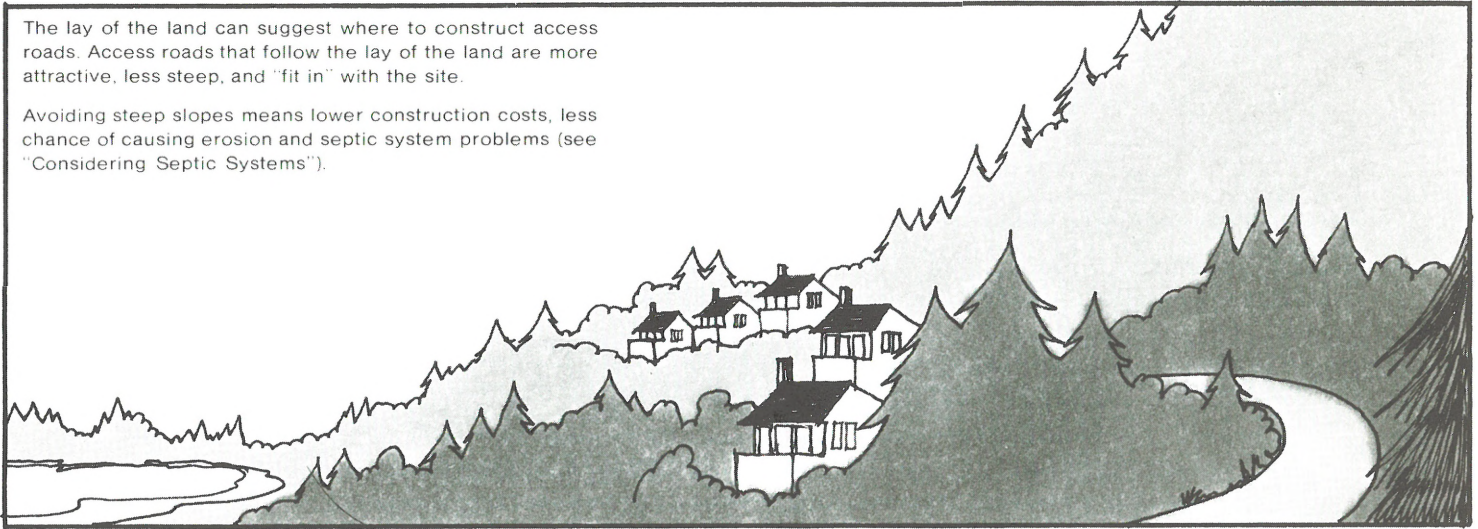 The lay of the land can suggest where to construct access
roads. Access roads that follow the lay of the land are more
attractive, less steep, and "fit in" with the site.
Avoiding steep slopes means lower construction costs, less
chance of causing erosion and septic system problems (see
"Considering Septic Systems").